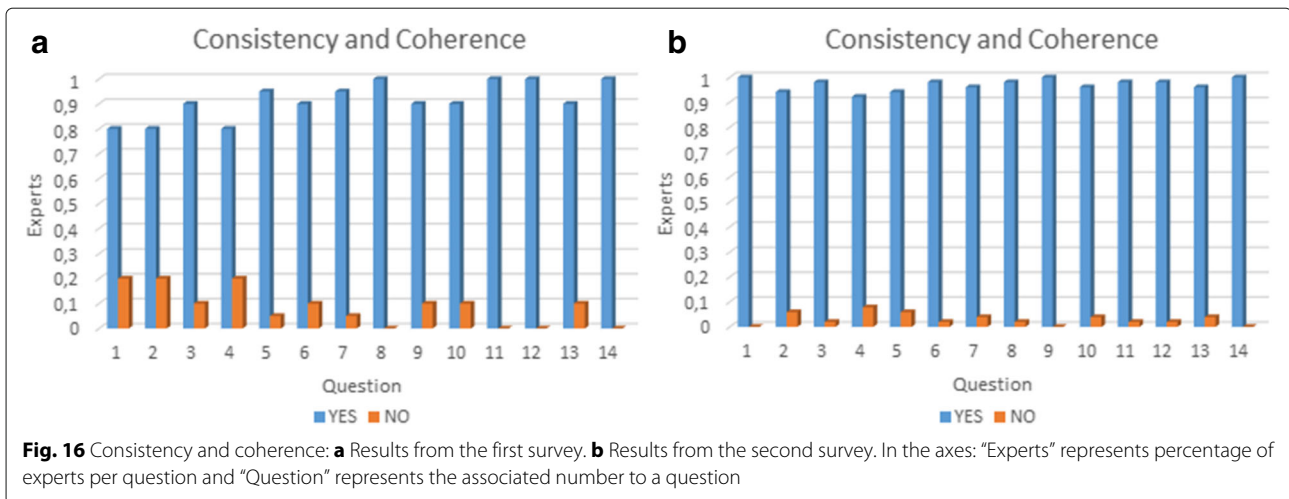 a
Consistency and Coherence
1
0,9
0,8
0,7
0,6
0,5
0,4
0,3
0,2
0,1
0
Experts
1 2 3 4 5 6 7 8 9 10 11 12 13 14
Question
YES NO
b
Consistency and Coherence
1
0,9
0,8
0,7
0,6
0,5
0,4
0,3
0,2
0,1
0
Experts
1 2 3 4 5 6 7 8 9 10 11 12 13 14
Question
YES NO
Fig. 16 Consistency and coherence: a Results from the first survey. b Results from the second survey. In the axes: “Experts” represents percentage of
experts per question and “Question” represents the associated number to a question